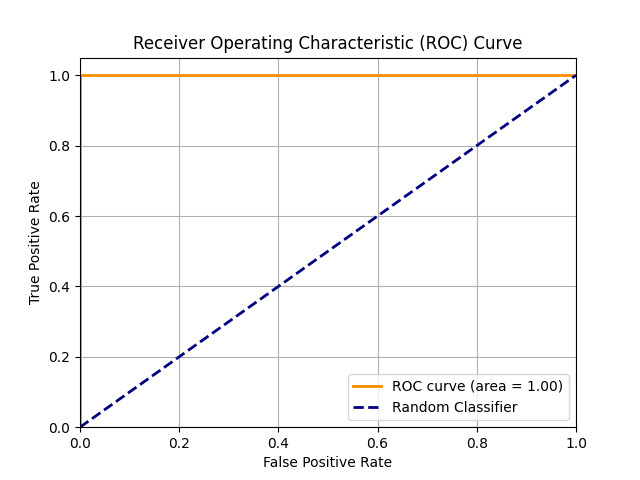 Receiver Operating Characteristic (ROC) Curve
True Positive Rate
1.0
0.8
0.6
0.4
0.2
0.0
0.0 0.2 0.4 0.6 0.8 1.0
False Positive Rate
ROC curve (area = 1.00)
Random Classifier